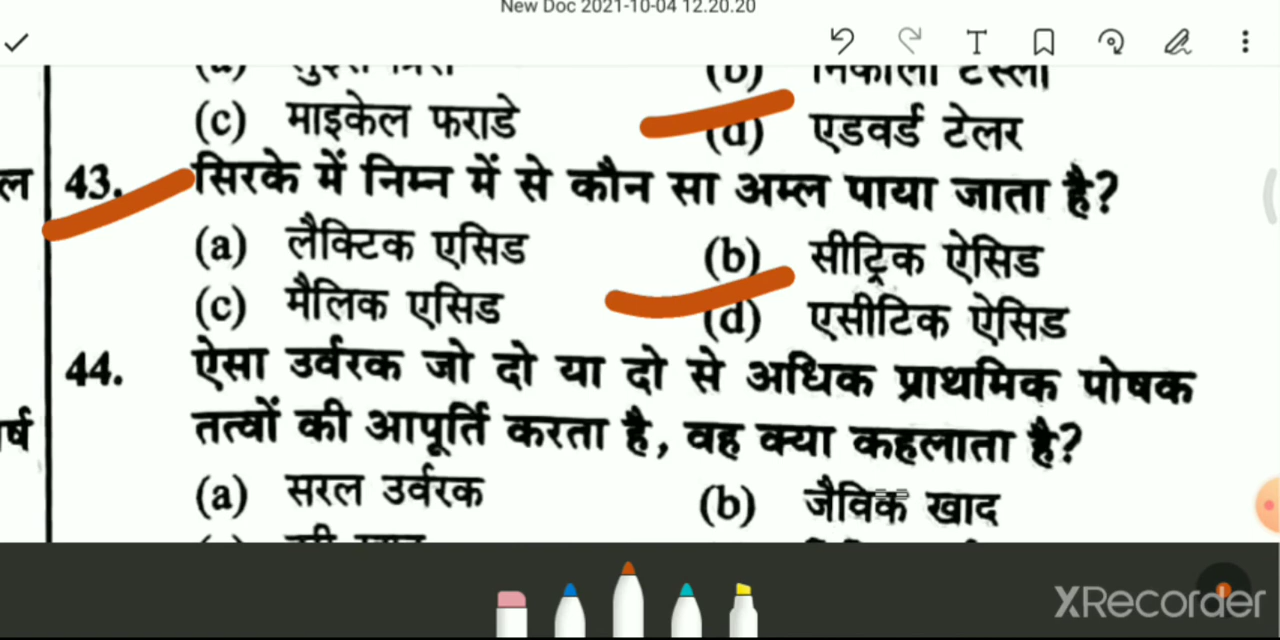 New Doc 2021-10-04 12.20.20
T
(b) निकोला टेस्ला
(c) माइकेल फराडे (d) एडवर्ड टेलर
ल 43. सिरके में निम्न में से कौन सा अम्ल पाया जाता है?
(a) लैक्टिक एसिड (b) सीट्रिक ऐसिड
(c) मैलिक एसिड (d) एसीटिक ऐसिड
44. ऐसा उर्वरक जो दो या दो से अधिक प्राथमिक पोषक
र्ष तत्वों की आपूर्ति करता है, वह क्या कहलाता है?
(a) सरल उर्वरक (b) जैविक खाद
XRecorder